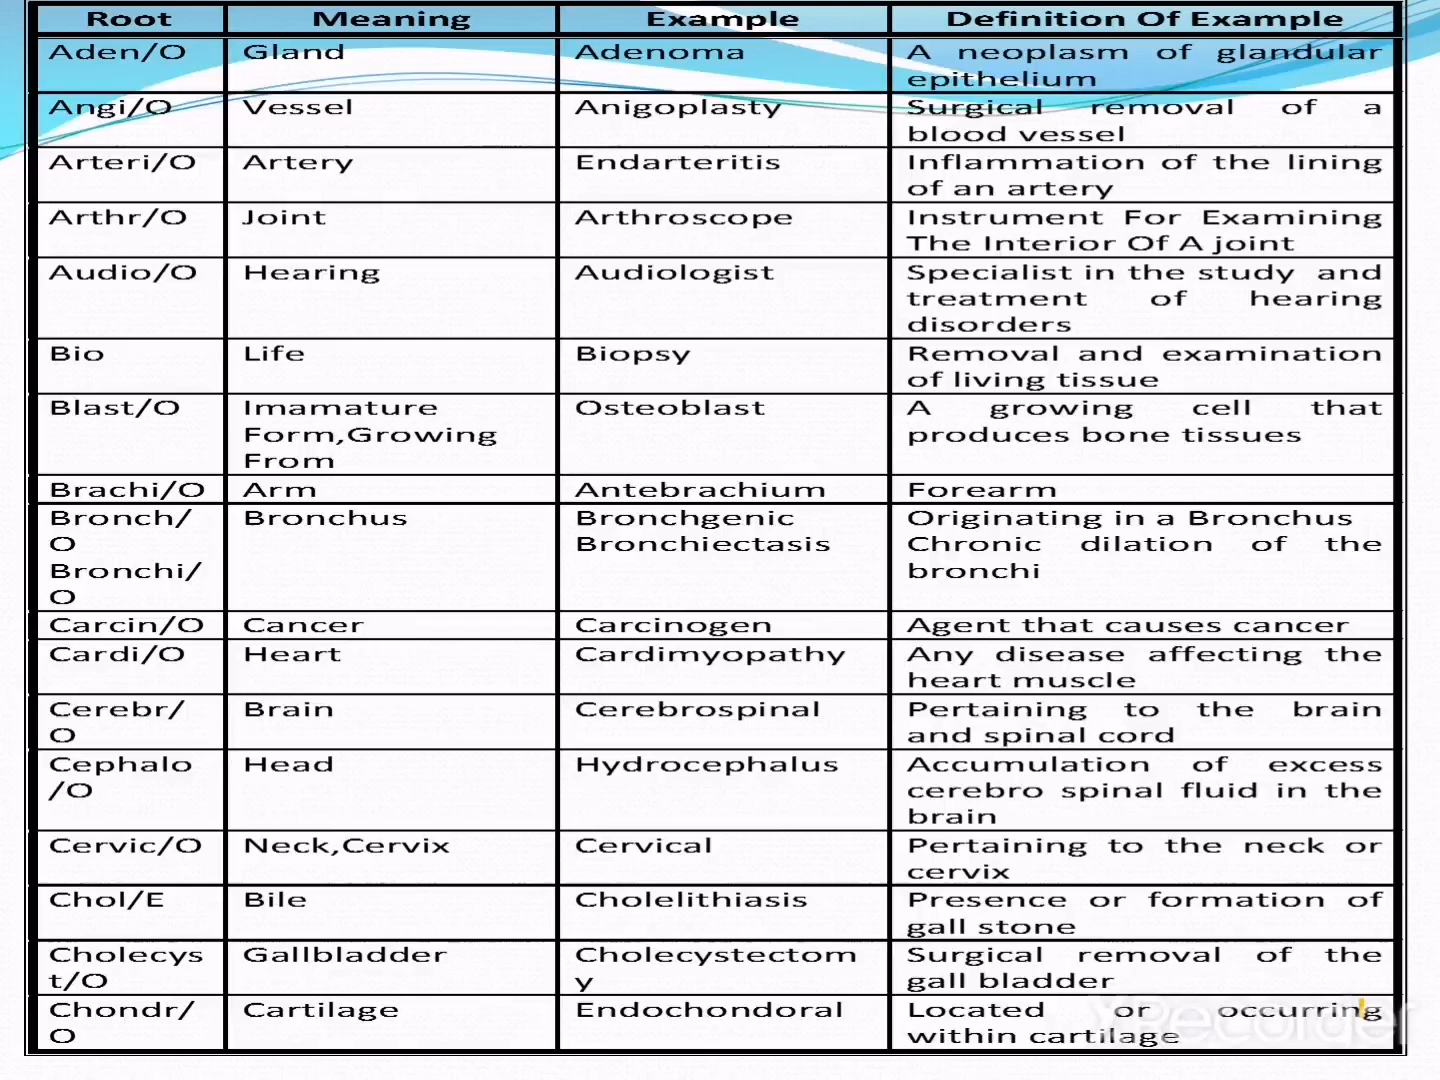 Root Meaning Example Definition Of Example
Aden/O Gland Adenoma A neoplasm of glandular
epithelium
Angi/O Vessel Anigoplasty Surgical removal of a
blood vessel
Arteri/O Artery Endarteritis Inflammation of the lining
of an artery
Arthr/O Joint Arthroscope Instrument For Examining
The Interior Of A joint
Audio/O Hearing Audiologist Specialist in the study and
treatment of hearing
disorders
Bio Life Biopsy Removal and examination
of living tissue
Blast/O Imamature Osteoblast A growing cell that
Form,Growing produces bone tissues
From
Brachi/O Arm Antebrachium Forearm
Bronch/ Bronchus Bronchgenic Originating in a Bronchus
O Bronchiectasis Chronic dilation of the
Bronchi/ bronchi
O
Carcin/O Cancer Carcinogen Agent that causes cancer
Cardi/O Heart Cardimyopathy Any disease affecting the
heart muscle
Cerebr/ Brain Cerebrospinal Pertaining to the brain
O and spinal cord
Cephalo Head Hydrocephalus Accumulation of excess
/O cerebro spinal fluid in the
brain
Cervic/O Neck,Cervix Cervical Pertaining to the neck or
cervix
Chol/E Bile Cholelithiasis Presence or formation of
gall stone
Cholecys Gallbladder Cholecystectom Surgical removal of the
t/O y gall bladder
Chondr/ Cartilage Endochondoral Located or occurring
O within cartilage
XRecorder